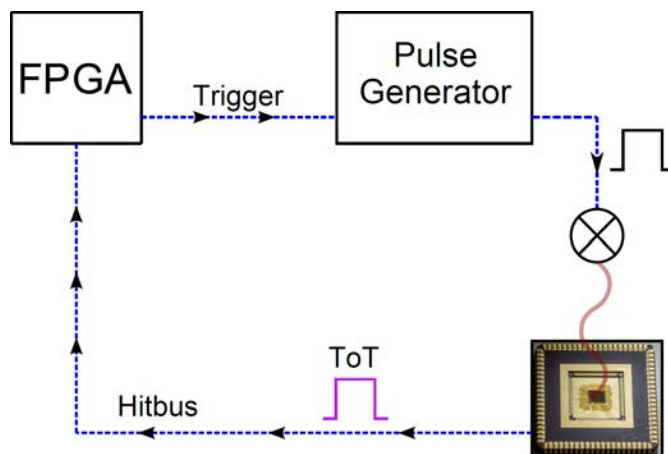 FPGA
Trigger
Pulse
Generator
ToT
Hitbus